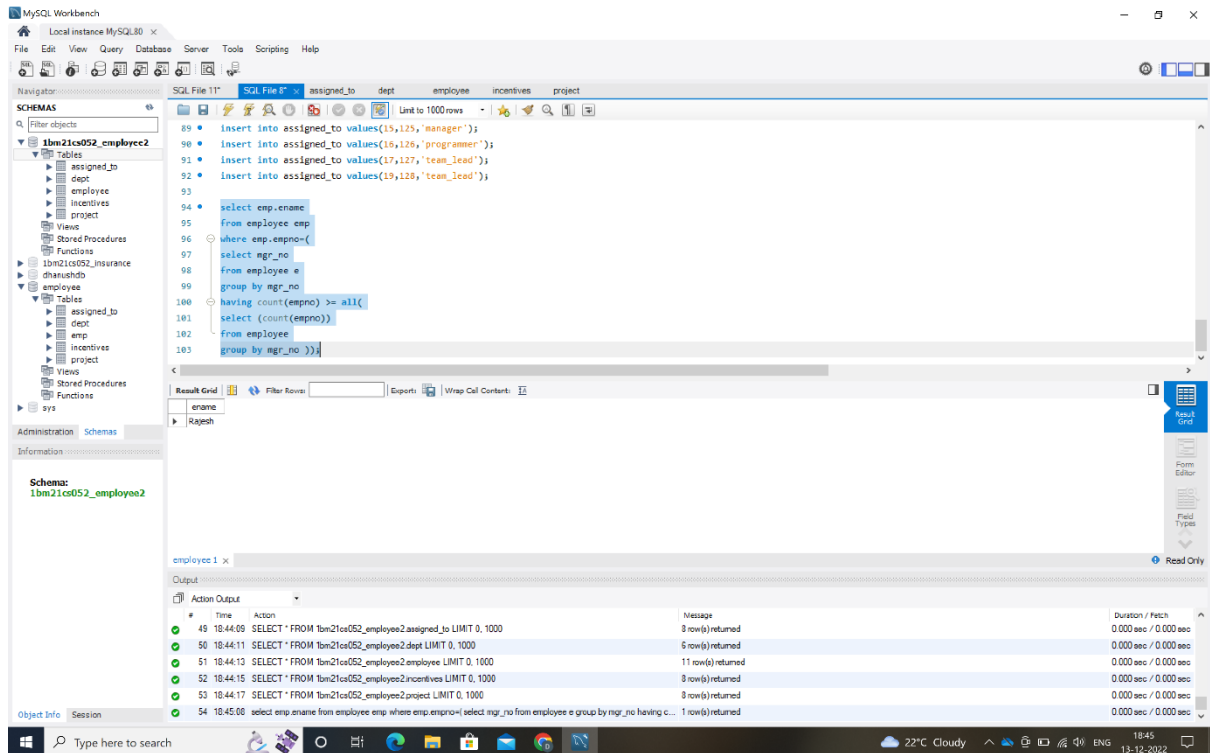 MySQL Workbench
Local instance MySQL80 ×
File Edit View Query Database Server Tools Scripting Help
Navigator
SQL File 11* SQL File 8* × assigned_to dept employee incentives project
SCHEMAS
Filter objects
1bm21cs052_employee2
Tables
assigned_to
dept
employee
incentives
project
Views
Stored Procedures
Functions
1bm21cs052_insurance
dhanushdb
employee
Tables
assigned_to
dept
emp
incentives
project
Views
Stored Procedures
Functions
sys
Administration Schemas
Information
Schema:
1bm21cs052_employee2
Object Info Session
Limit to 1000 rows
89 insert into assigned_to values(15,125,'manager');
90 insert into assigned_to values(16,126,'programmer');
91 insert into assigned_to values(17,127,'team_lead');
92 insert into assigned_to values(19,128,'team_lead');
93
94 select emp.ename
95 from employee emp
96 where emp.empno=(
97 select mgr_no
98 from employee e
99 group by mgr_no
100 having count(empno) >= all(
101 select (count(empno))
102 from employee
103 group by mgr_no ));
Result Grid Filter Rows: Export: Wrap Cell Content:
ename
Rajesh
Result Grid
Form Editor
Field Types
employee 1 ×
Read Only
Output
Action Output
# Time Action Message Duration / Fetch
49 18:44:09 SELECT * FROM 1bm21cs052_employee2.assigned_to LIMIT 0, 1000 8 row(s) returned 0.000 sec / 0.000 sec
50 18:44:11 SELECT * FROM 1bm21cs052_employee2.dept LIMIT 0, 1000 6 row(s) returned 0.000 sec / 0.000 sec
51 18:44:13 SELECT * FROM 1bm21cs052_employee2.employee LIMIT 0, 1000 11 row(s) returned 0.000 sec / 0.000 sec
52 18:44:15 SELECT * FROM 1bm21cs052_employee2.incentives LIMIT 0, 1000 8 row(s) returned 0.000 sec / 0.000 sec
53 18:44:17 SELECT * FROM 1bm21cs052_employee2.project LIMIT 0, 1000 8 row(s) returned 0.000 sec / 0.000 sec
54 18:45:08 select emp.ename from employee emp where emp.empno=( select mgr_no from employee e group by mgr_no having c... 1 row(s) returned 0.000 sec / 0.000 sec
Type here to search
22°C Cloudy ENG 18:45
13-12-2022